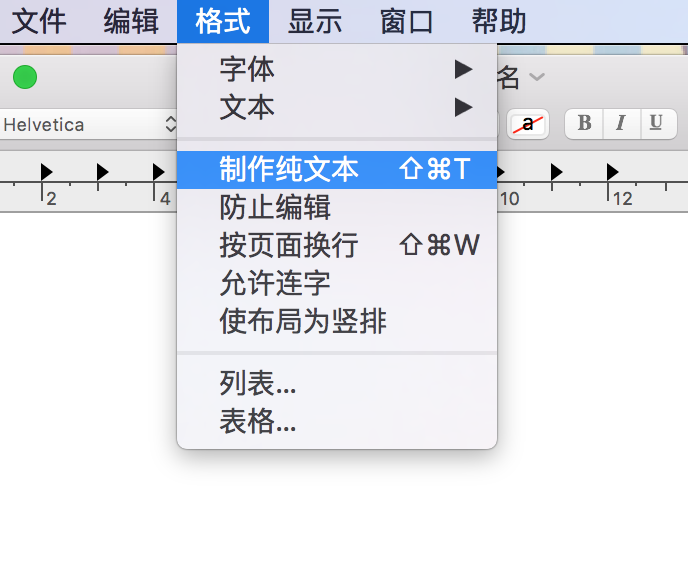 文件 编辑 格式 显示 窗口 帮助
字体
名
文本
Helvetica
a B I U
制作纯文本 ⇧⌘T
2 4 10 12
防止编辑
按页面换行 ⇧⌘W
允许连字
使布局为竖排
列表...
表格...